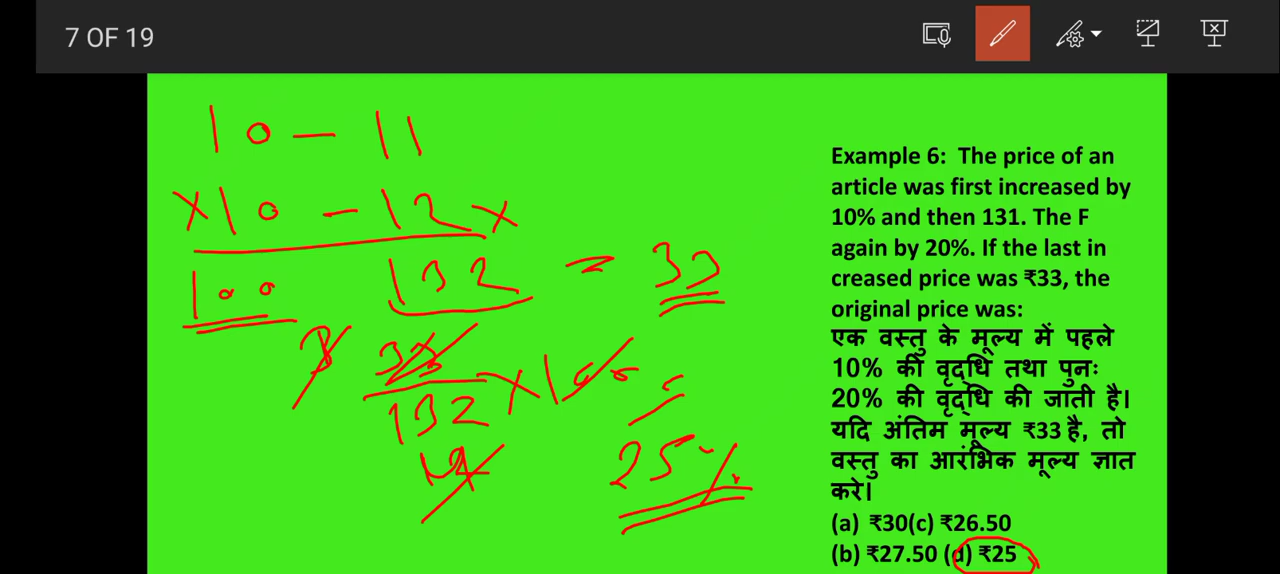 7 OF 19
10 - 11
×10 - 12 ×
100 132 = 33
33
132 × 100
25%
Example 6: The price of an
article was first increased by
10% and then 131. The F
again by 20%. If the last in
creased price was ₹33, the
original price was:
एक वस्तु के मूल्य में पहले
10% की वृद्धि तथा पुनः
20% की वृद्धि की जाती है।
यदि अंतिम मूल्य ₹33 है, तो
वस्तु का आरंभिक मूल्य ज्ञात
करे।
(a) ₹30(c) ₹26.50
(b) ₹27.50 (d) ₹25